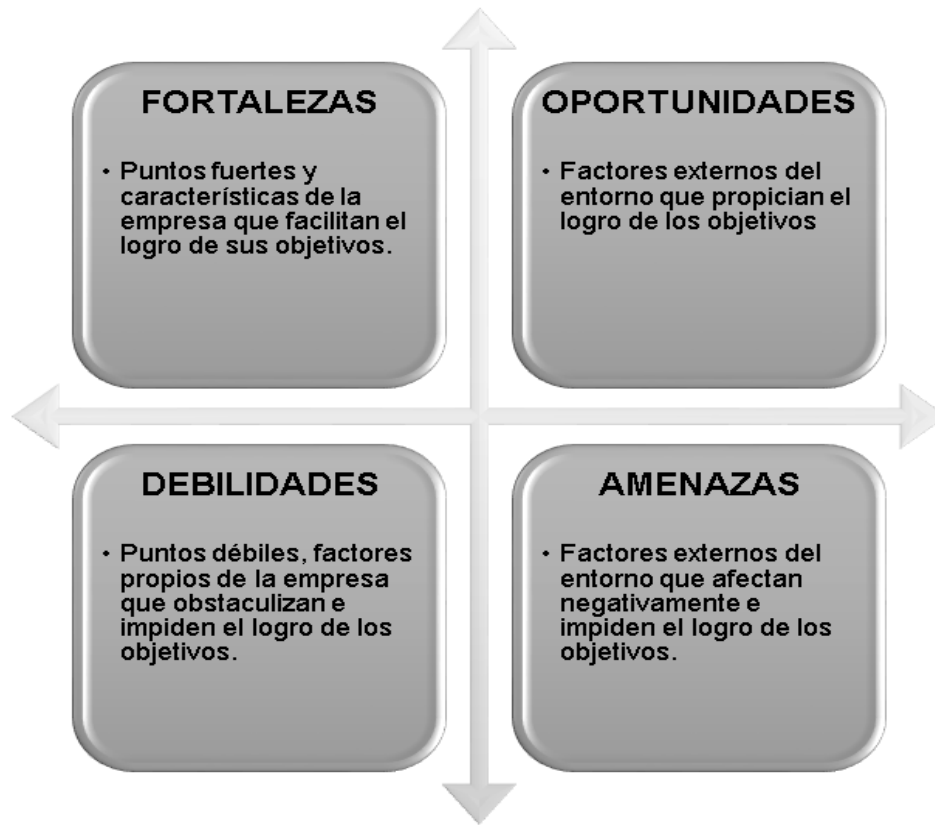 FORTALEZAS
• Puntos fuertes y
características de la
empresa que facilitan el
logro de sus objetivos.
OPORTUNIDADES
• Factores externos del
entorno que propician el
logro de los objetivos
DEBILIDADES
• Puntos débiles, factores
propios de la empresa
que obstaculizan e
impiden el logro de los
objetivos.
AMENAZAS
• Factores externos del
entorno que afectan
negativamente e
impiden el logro de los
objetivos.